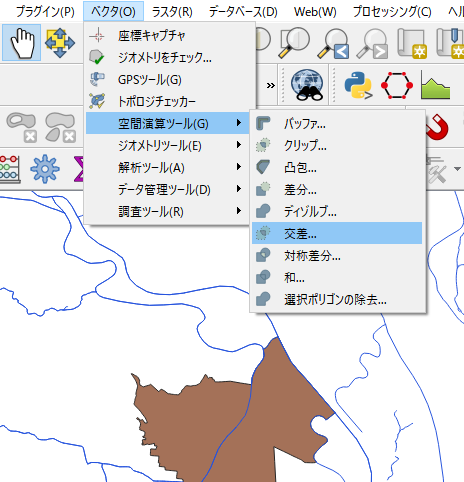 プラグイン(P) ベクタ(O) ラスタ(R) データベース(D) Web(W) プロセッシング(C) ヘル
座標キャプチャ
ジオメトリをチェック...
GPSツール(G)
トポロジチェッカー
空間演算ツール(G)
ジオメトリツール(E)
解析ツール(A)
データ管理ツール(D)
調査ツール(R)
バッファ...
クリップ...
凸包...
差分...
ディゾルブ...
交差...
対称差分...
和...
選択ポリゴンの除去...
»